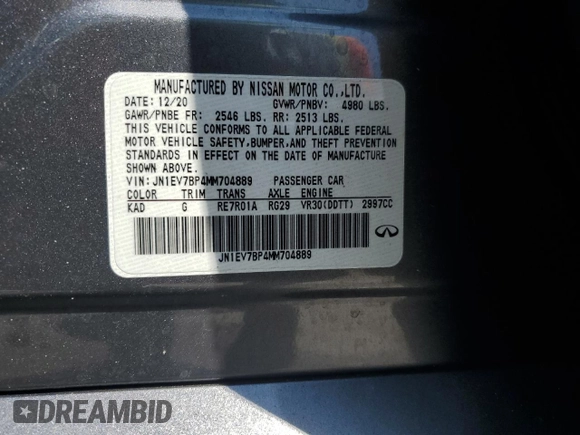 MANUFACTURED BY NISSAN MOTOR CO.,LTD.
DATE: 12/20 GVWR/PNBV: 4980 LBS.
GAWR/PNBE FR: 2546 LBS. RR: 2513 LBS.
THIS VEHICLE CONFORMS TO ALL APPLICABLE FEDERAL
MOTOR VEHICLE SAFETY,BUMPER,AND THEFT PREVENTION
STANDARDS IN EFFECT ON THE DATE OF MANUFACTURE
SHOWN ABOVE.
VIN: JN1EV7BP4MM704889 PASSENGER CAR
COLOR TRIM TRANS AXLE ENGINE
KAD G RE7R01A RG29 VR30(DDTT) 2997CC
JN1EV7BP4MM704889
DREAMBID